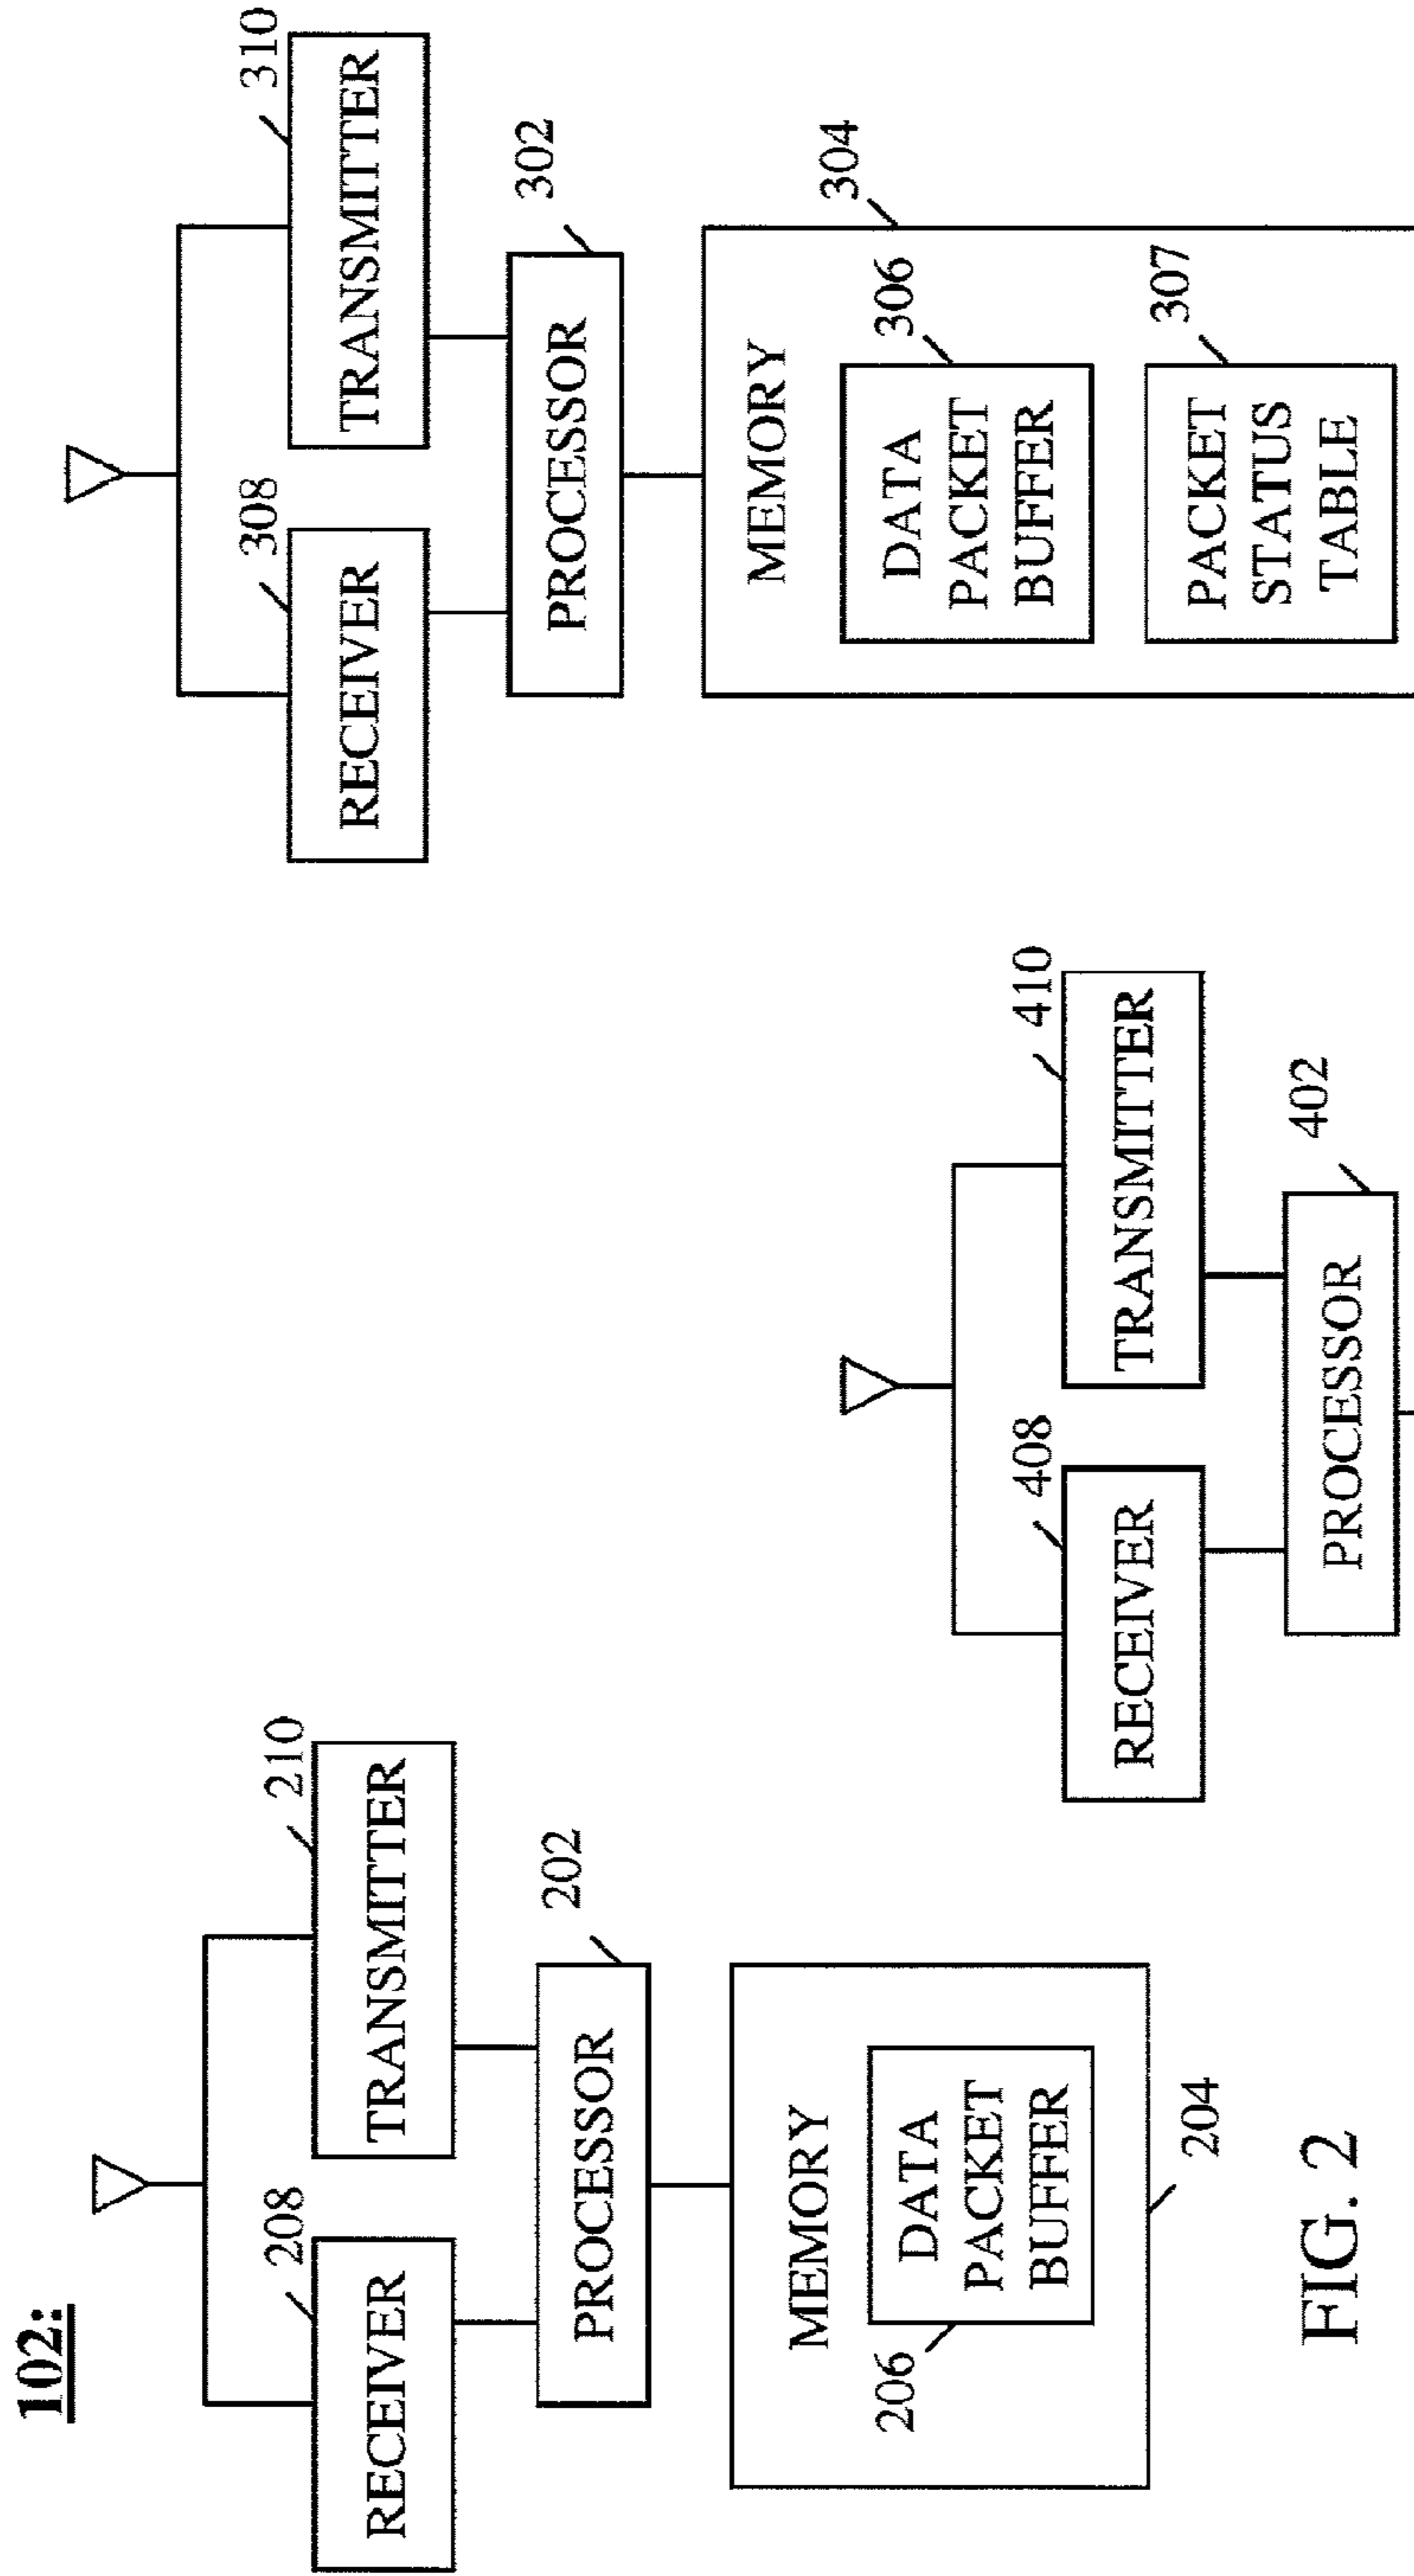 102:
208
210
RECEIVER
TRANSMITTER
202
PROCESSOR
MEMORY
206
DATA
PACKET
BUFFER
204
FIG. 2
408
410
RECEIVER
TRANSMITTER
402
PROCESSOR
308
310
RECEIVER
TRANSMITTER
302
PROCESSOR
304
MEMORY
306
DATA
PACKET
BUFFER
307
PACKET
STATUS
TABLE